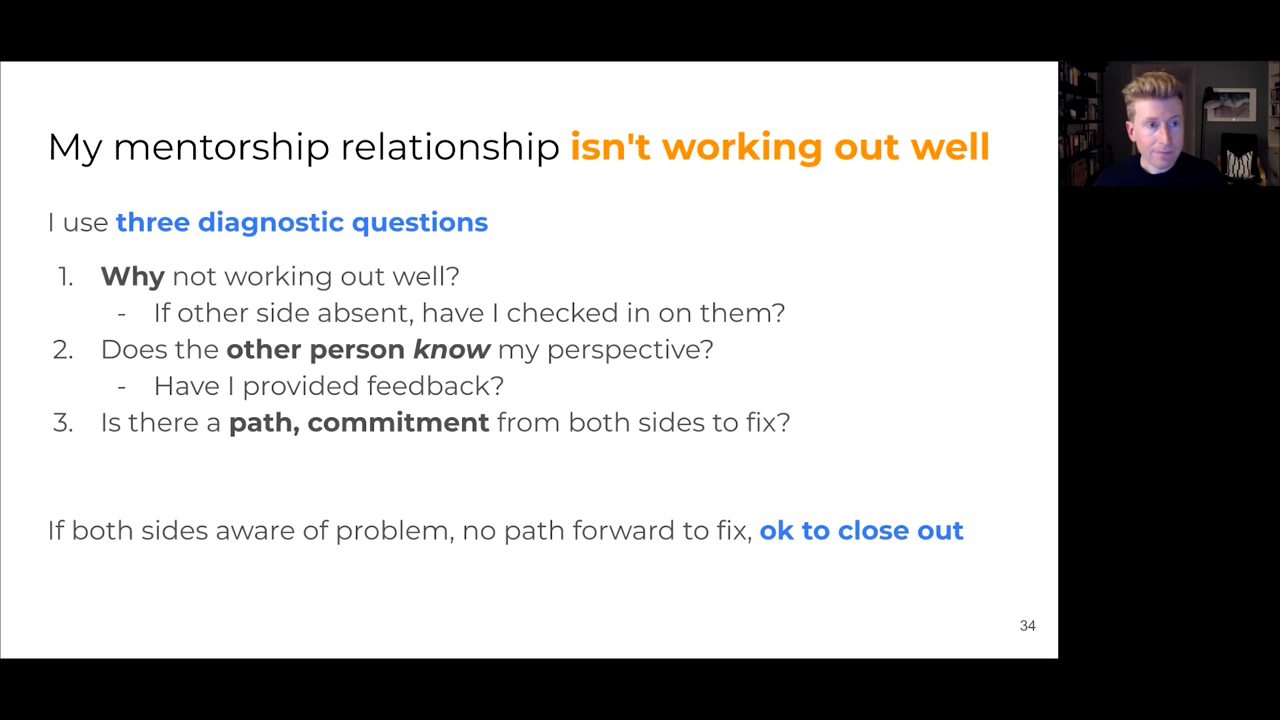 My mentorship relationship isn't working out well
I use three diagnostic questions
1. Why not working out well?
- If other side absent, have I checked in on them?
2. Does the other person know my perspective?
- Have I provided feedback?
3. Is there a path, commitment from both sides to fix?
If both sides aware of problem, no path forward to fix, ok to close out
34